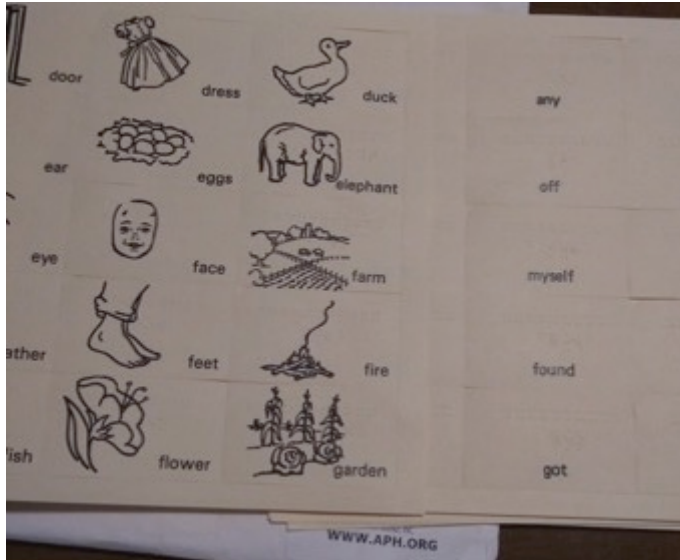 door dress duck any
ear eggs elephant off
eye face farm myself
ather feet fire found
fish flower garden got
WWW.APH.ORG